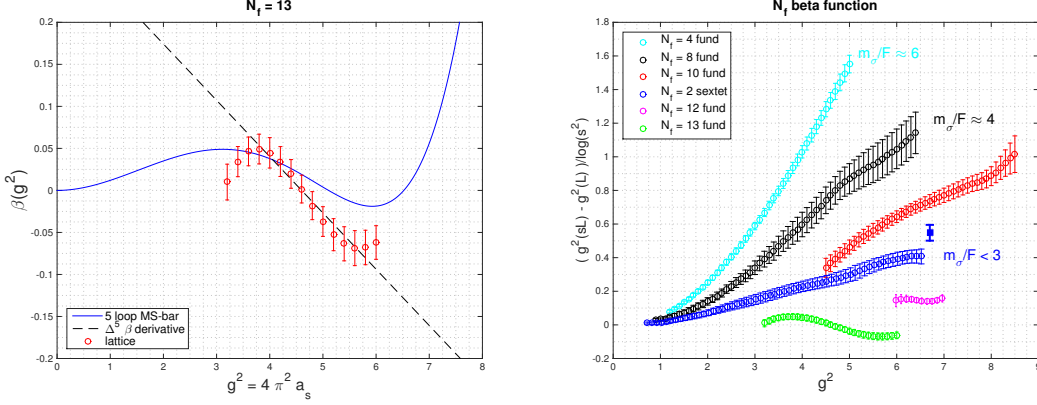 N_f = 13
0.2
0.15
0.1
0.05
0
-0.05
-0.1
-0.15
-0.2
β(g²)
5 loop MS-bar
Δ⁵ β derivative
lattice
0 1 2 3 4 5 6 7 8
g² = 4 π² a_s
N_f beta function
1.8
1.6
1.4
1.2
1
0.8
0.6
0.4
0.2
0
-0.2
( g²(sL) - g²(L) )/log(s²)
N_f = 4 fund
N_f = 8 fund
N_f = 10 fund
N_f = 2 sextet
N_f = 12 fund
N_f = 13 fund
m_σ/F ≈ 6
m_σ/F ≈ 4
m_σ/F < 3
0 1 2 3 4 5 6 7 8 9
g²